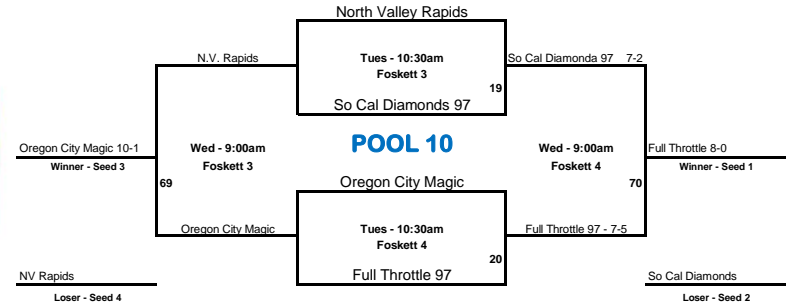 North Valley Rapids
N.V. Rapids
Tues - 10:30am
So Cal Diamonda 97 7-2
Foskett 3
19
So Cal Diamonds 97
Oregon City Magic 10-1
Wed - 9:00am
POOL 10
Wed - 9:00am
Full Throttle 8-0
Winner - Seed 3
Foskett 3
Foskett 4
Winner - Seed 1
69
Oregon City Magic
70
Oregon City Magic
Tues - 10:30am
Full Throttle 97 - 7-5
Foskett 4
20
NV Rapids
Full Throttle 97
So Cal Diamonds
Loser - Seed 4
Loser - Seed 2